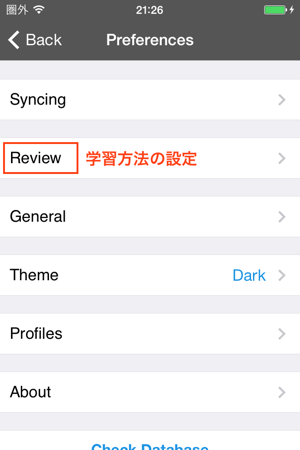 圏外 21:26
Back Preferences
Syncing
Review 学習方法の設定
General
Theme Dark
Profiles
About
Check Database